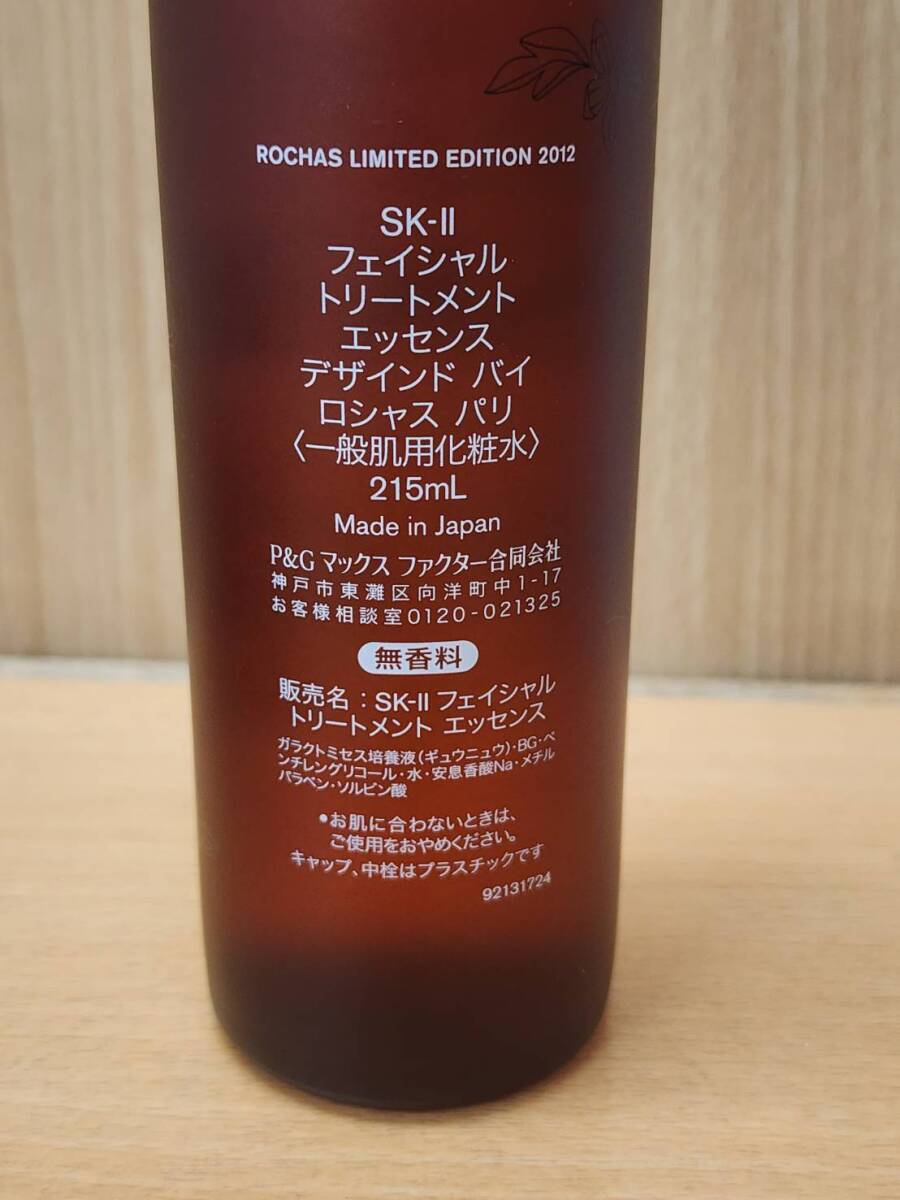 ROCHAS LIMITED EDITION 2012
SK-II
フェイシャル
トリートメント
エッセンス
デザインド バイ
ロシャス パリ
〈一般肌用化粧水〉
215mL
Made in Japan
P&G マックス ファクター合同会社
神戸市東灘区向洋町中1-17
お客様相談室0120-021325
無香料
販売名：SK-II フェイシャル
トリートメント エッセンス
ガラクトミセス培養液(ギュウニュウ)・BG・ペ
ンチレングリコール・水・安息香酸Na・メチル
パラベン・ソルビン酸
•お肌に合わないときは、
ご使用をおやめください。
キャップ、中栓はプラスチックです
92131724